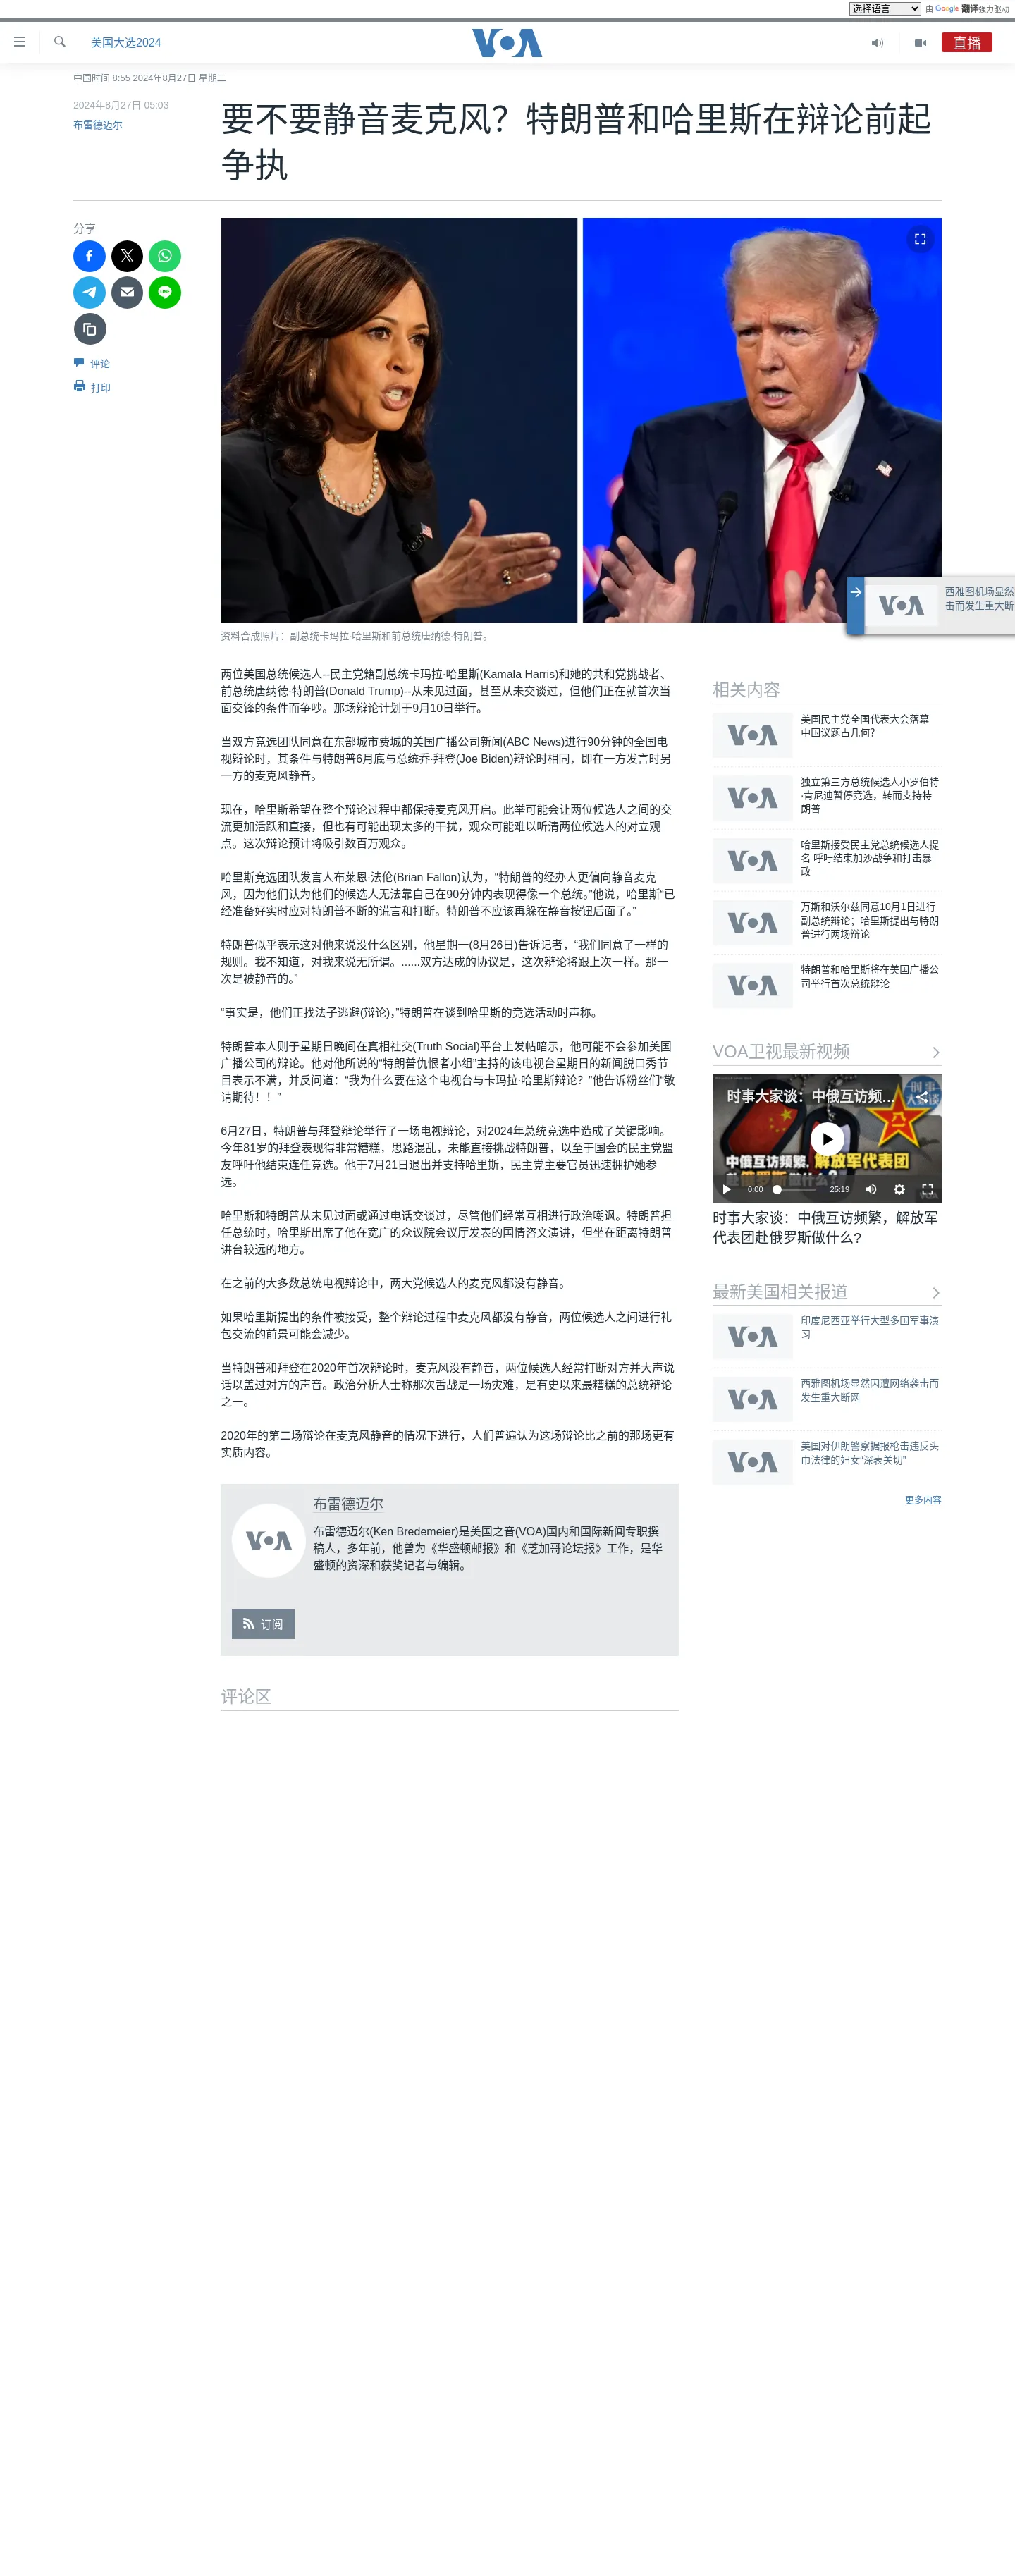 选择语言 由 Google 翻译强力驱动
美国大选2024
VOA
直播
中国时间 8:55 2024年8月27日 星期二
2024年8月27日 05:03
布雷德迈尔
要不要静音麦克风？特朗普和哈里斯在辩论前起
争执
分享
评论
打印
西雅图机场显然
击而发生重大断
VOA
资料合成照片：副总统卡玛拉·哈里斯和前总统唐纳德·特朗普。
两位美国总统候选人--民主党籍副总统卡玛拉·哈里斯(Kamala Harris)和她的共和党挑战者、
前总统唐纳德·特朗普(Donald Trump)--从未见过面，甚至从未交谈过，但他们正在就首次当
面交锋的条件而争吵。那场辩论计划于9月10日举行。
当双方竞选团队同意在东部城市费城的美国广播公司新闻(ABC News)进行90分钟的全国电
视辩论时，其条件与特朗普6月底与总统乔·拜登(Joe Biden)辩论时相同，即在一方发言时另
一方的麦克风静音。
现在，哈里斯希望在整个辩论过程中都保持麦克风开启。此举可能会让两位候选人之间的交
流更加活跃和直接，但也有可能出现太多的干扰，观众可能难以听清两位候选人的对立观
点。这次辩论预计将吸引数百万观众。
哈里斯竞选团队发言人布莱恩·法伦(Brian Fallon)认为，“特朗普的经办人更偏向静音麦克
风，因为他们认为他们的候选人无法靠自己在90分钟内表现得像一个总统。”他说，哈里斯“已
经准备好实时应对特朗普不断的谎言和打断。特朗普不应该再躲在静音按钮后面了。”
特朗普似乎表示这对他来说没什么区别，他星期一(8月26日)告诉记者，“我们同意了一样的
规则。我不知道，对我来说无所谓。......双方达成的协议是，这次辩论将跟上次一样。那一
次是被静音的。”
“事实是，他们正找法子逃避(辩论)，”特朗普在谈到哈里斯的竞选活动时声称。
特朗普本人则于星期日晚间在真相社交(Truth Social)平台上发帖暗示，他可能不会参加美国
广播公司的辩论。他对他所说的“特朗普仇恨者小组”主持的该电视台星期日的新闻脱口秀节
目表示不满，并反问道：“我为什么要在这个电视台与卡玛拉·哈里斯辩论？”他告诉粉丝们“敬
请期待！！”
6月27日，特朗普与拜登辩论举行了一场电视辩论，对2024年总统竞选中造成了关键影响。
今年81岁的拜登表现得非常糟糕，思路混乱，未能直接挑战特朗普，以至于国会的民主党盟
友呼吁他结束连任竞选。他于7月21日退出并支持哈里斯，民主党主要官员迅速拥护她参
选。
哈里斯和特朗普从未见过面或通过电话交谈过，尽管他们经常互相进行政治嘲讽。特朗普担
任总统时，哈里斯出席了他在宽广的众议院会议厅发表的国情咨文演讲，但坐在距离特朗普
讲台较远的地方。
在之前的大多数总统电视辩论中，两大党候选人的麦克风都没有静音。
如果哈里斯提出的条件被接受，整个辩论过程中麦克风都没有静音，两位候选人之间进行礼
包交流的前景可能会减少。
当特朗普和拜登在2020年首次辩论时，麦克风没有静音，两位候选人经常打断对方并大声说
话以盖过对方的声音。政治分析人士称那次舌战是一场灾难，是有史以来最糟糕的总统辩论
之一。
2020年的第二场辩论在麦克风静音的情况下进行，人们普遍认为这场辩论比之前的那场更有
实质内容。
VOA
布雷德迈尔
布雷德迈尔(Ken Bredemeier)是美国之音(VOA)国内和国际新闻专职撰
稿人，多年前，他曾为《华盛顿邮报》和《芝加哥论坛报》工作，是华
盛顿的资深和获奖记者与编辑。
订阅
评论区
相关内容
VOA
美国民主党全国代表大会落幕
中国议题占几何？
VOA
独立第三方总统候选人小罗伯特
·肯尼迪暂停竞选，转而支持特
朗普
VOA
哈里斯接受民主党总统候选人提
名 呼吁结束加沙战争和打击暴
政
VOA
万斯和沃尔兹同意10月1日进行
副总统辩论；哈里斯提出与特朗
普进行两场辩论
VOA
特朗普和哈里斯将在美国广播公
司举行首次总统辩论
VOA卫视最新视频
时事大家谈：中俄互访频...
中俄互访频繁，解放军代表团
赴俄罗斯做什么？
0:00 25:19
时事大家谈：中俄互访频繁，解放军
代表团赴俄罗斯做什么?
最新美国相关报道
VOA
印度尼西亚举行大型多国军事演
习
VOA
西雅图机场显然因遭网络袭击而
发生重大断网
VOA
美国对伊朗警察据报枪击违反头
巾法律的妇女“深表关切”
更多内容